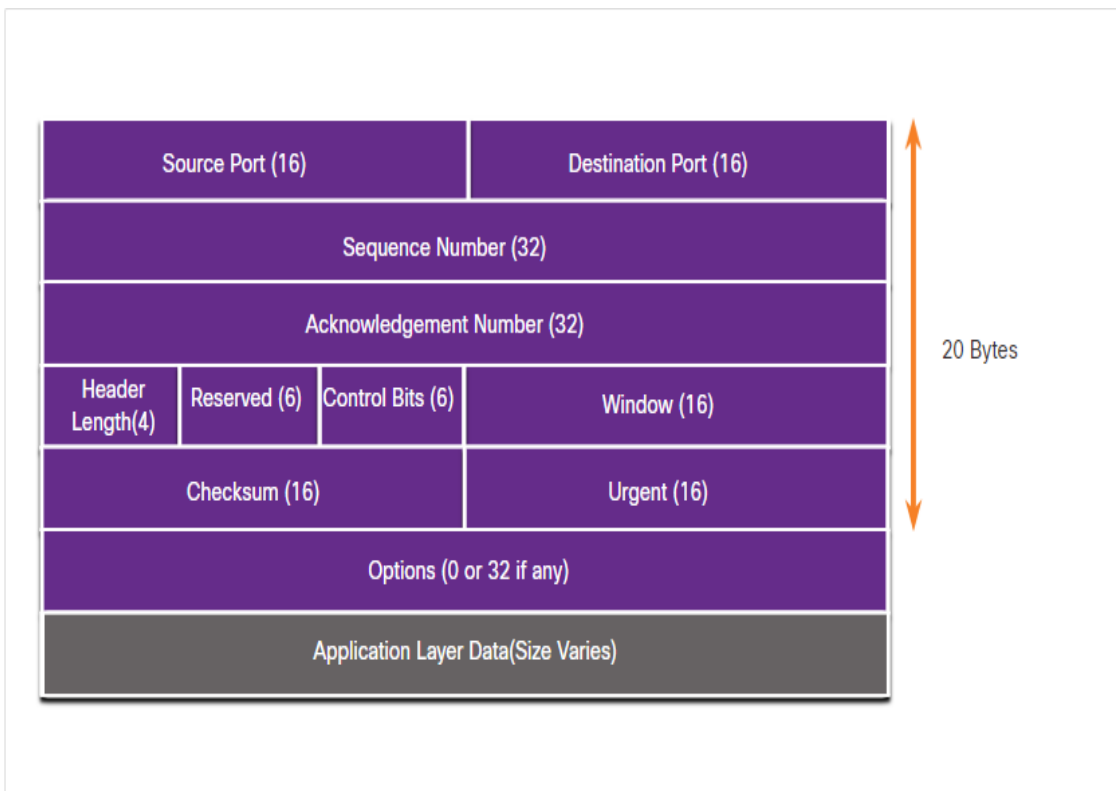 Source Port (16)
Destination Port (16)
Sequence Number (32)
Acknowledgement Number (32)
Header
Length(4)
Reserved (6)
Control Bits (6)
Window (16)
Checksum (16)
Urgent (16)
Options (0 or 32 if any)
Application Layer Data(Size Varies)
20 Bytes